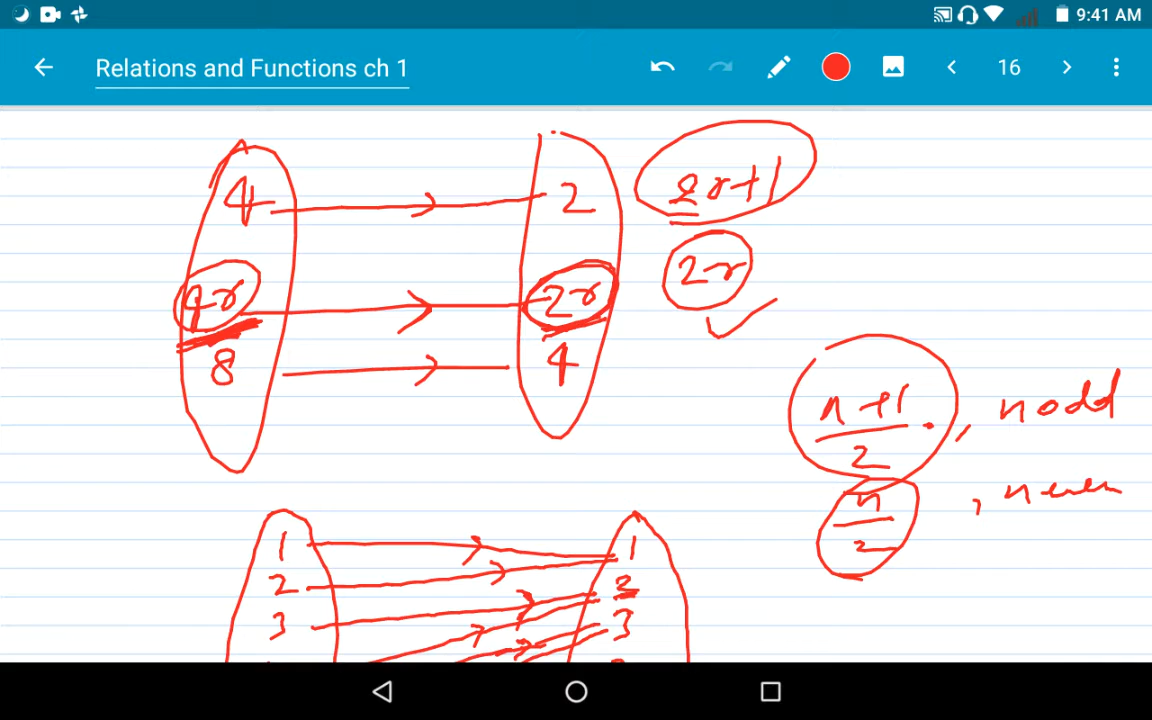 9:41 AM
Relations and Functions ch 1
16
4 2 2r+1
2r
4r 2r
8 4
n+1/2 , n odd
n/2 , n even
1 1
2 2
3 3